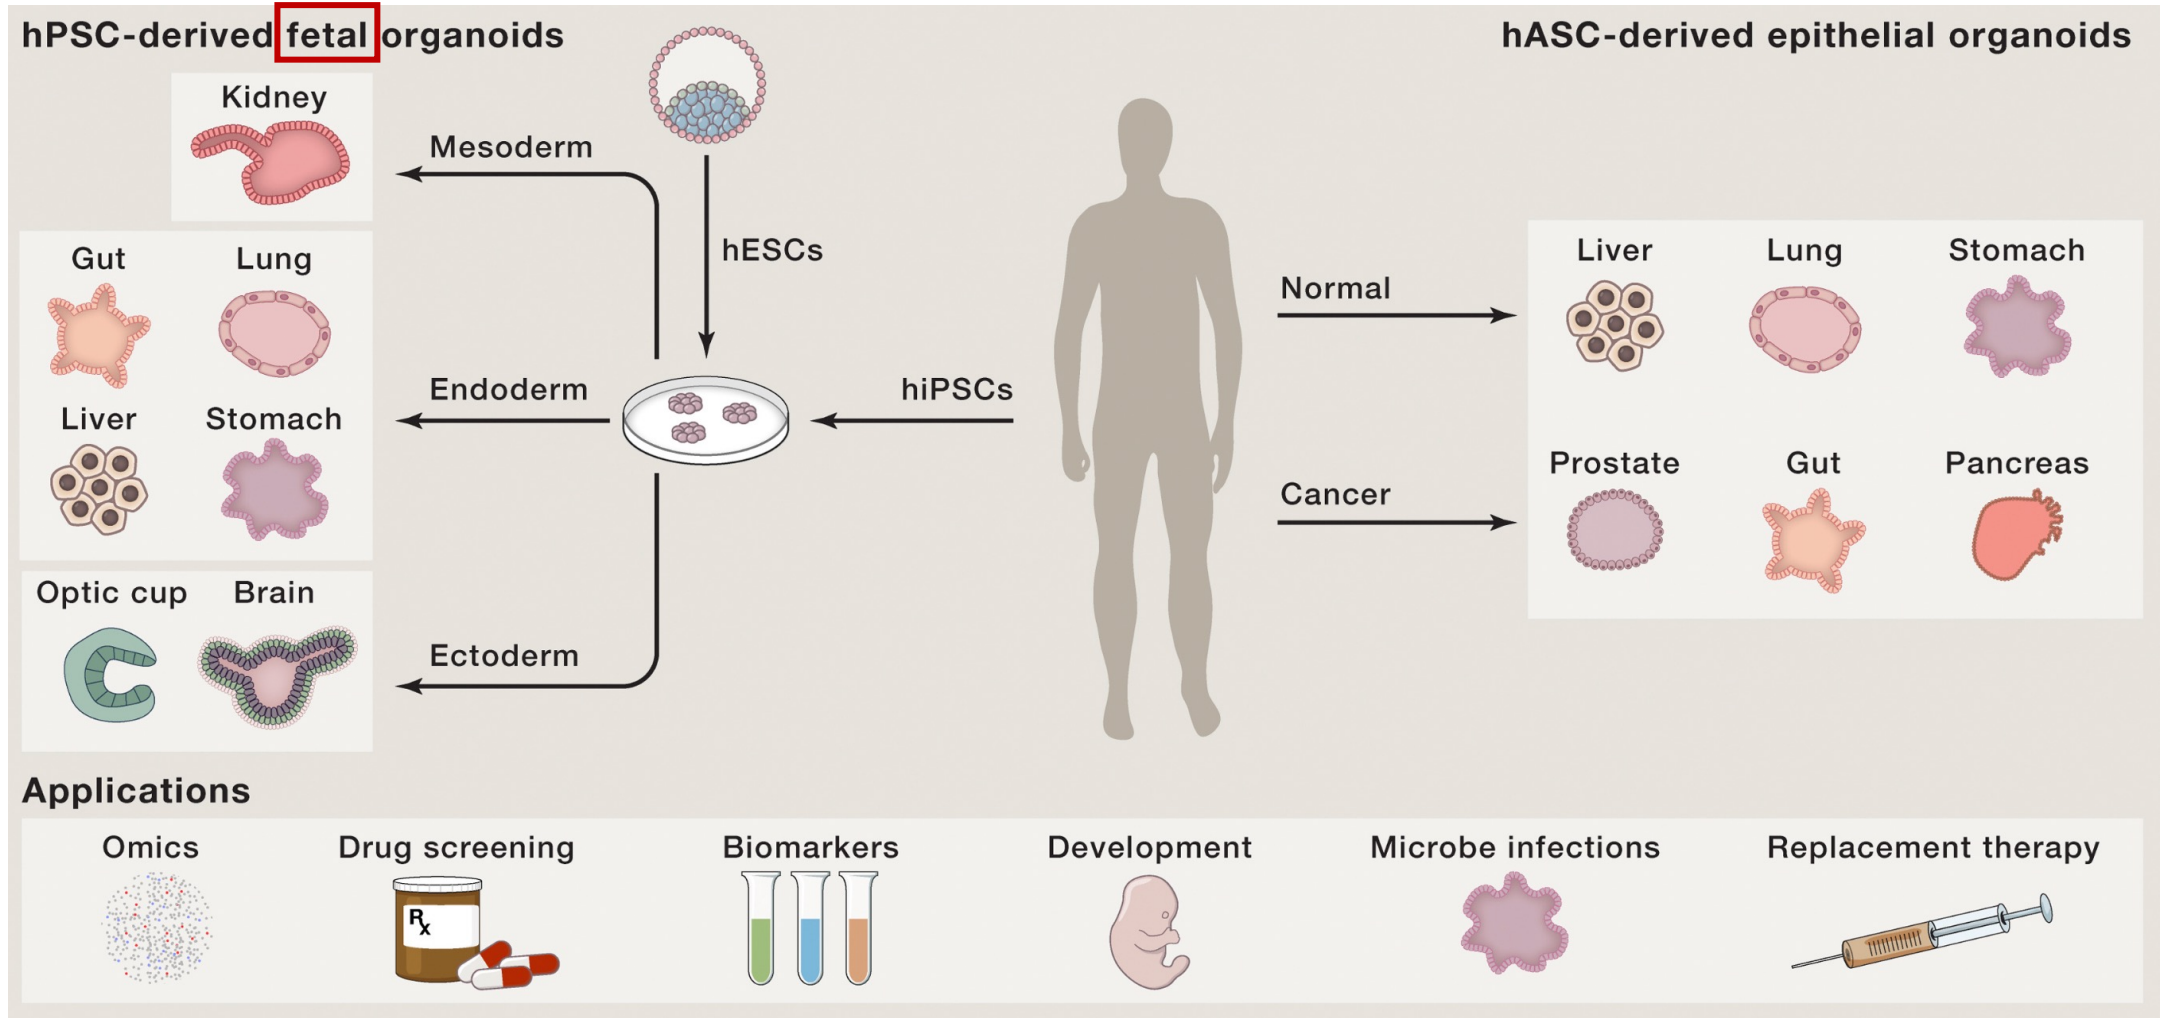 hPSC-derived fetal organoids
hASC-derived epithelial organoids
Kidney
Mesoderm
hESCs
Gut Lung
Endoderm
hiPSCs
Liver Stomach
Optic cup Brain
Ectoderm
Normal
Cancer
Liver Lung Stomach
Prostate Gut Pancreas
Applications
Omics Drug screening Biomarkers Development Microbe infections Replacement therapy
Rx